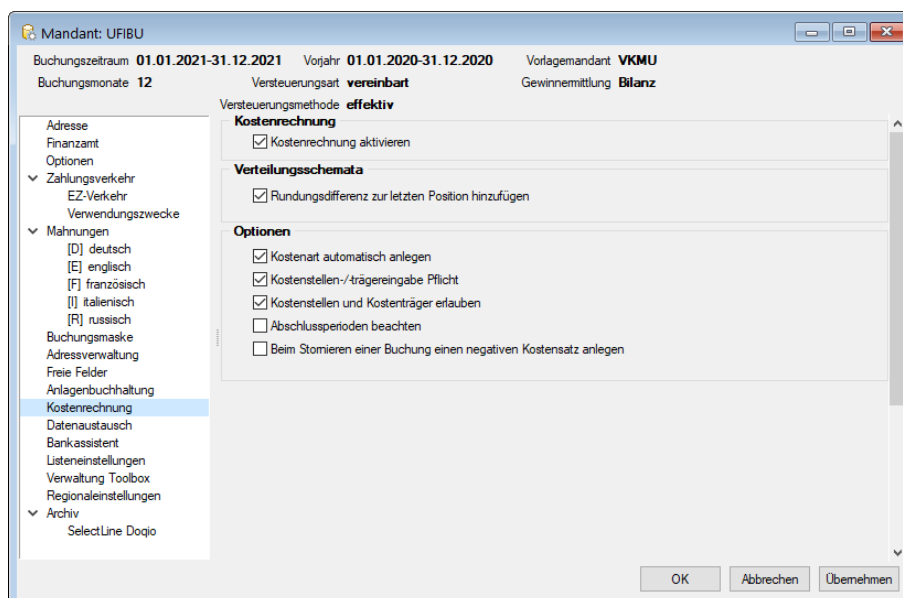 Mandant: UFIBU
Buchungszeitraum 01.01.2021-31.12.2021 Vorjahr 01.01.2020-31.12.2020 Vorlagemandant VKMU
Buchungsmonate 12 Versteuerungsart vereinbart Gewinnermittlung Bilanz
Versteuerungsmethode effektiv
Adresse
Finanzamt
Optionen
Zahlungsverkehr
EZ-Verkehr
Verwendungszwecke
Mahnungen
[D] deutsch
[E] englisch
[F] französisch
[I] italienisch
[R] russisch
Buchungsmaske
Adressverwaltung
Freie Felder
Anlagenbuchhaltung
Kostenrechnung
Datenaustausch
Bankassistent
Listeneinstellungen
Verwaltung Toolbox
Regionaleinstellungen
Archiv
SelectLine Doqio
Kostenrechnung
Kostenrechnung aktivieren
Verteilungsschemata
Rundungsdifferenz zur letzten Position hinzufügen
Optionen
Kostenart automatisch anlegen
Kostenstellen-/-trägereingabe Pflicht
Kostenstellen und Kostenträger erlauben
Abschlussperioden beachten
Beim Stornieren einer Buchung einen negativen Kostensatz anlegen
OK Abbrechen Übernehmen